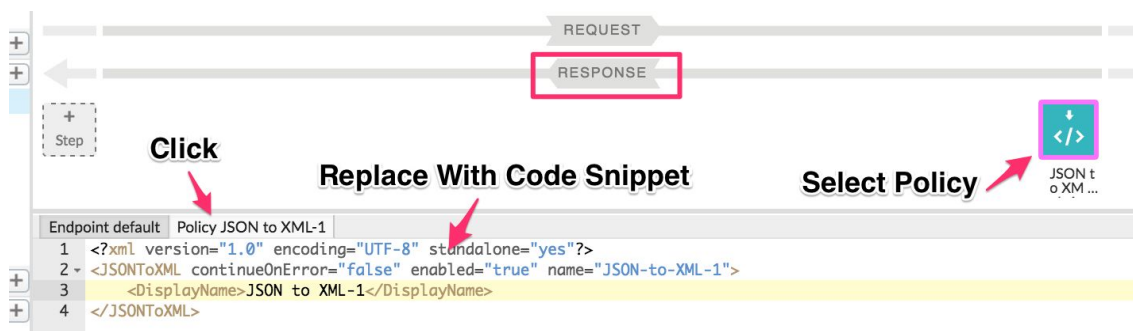 REQUEST
RESPONSE
+
Step
Click
Replace With Code Snippet
Select Policy
</>
JSON t
o XM ...
Endpoint default
Policy JSON to XML-1
1 <?xml version="1.0" encoding="UTF-8" standalone="yes"?>
2 <JSONToXML continueOnError="false" enabled="true" name="JSON-to-XML-1">
3 <DisplayName>JSON to XML-1</DisplayName>
4 </JSONToXML>